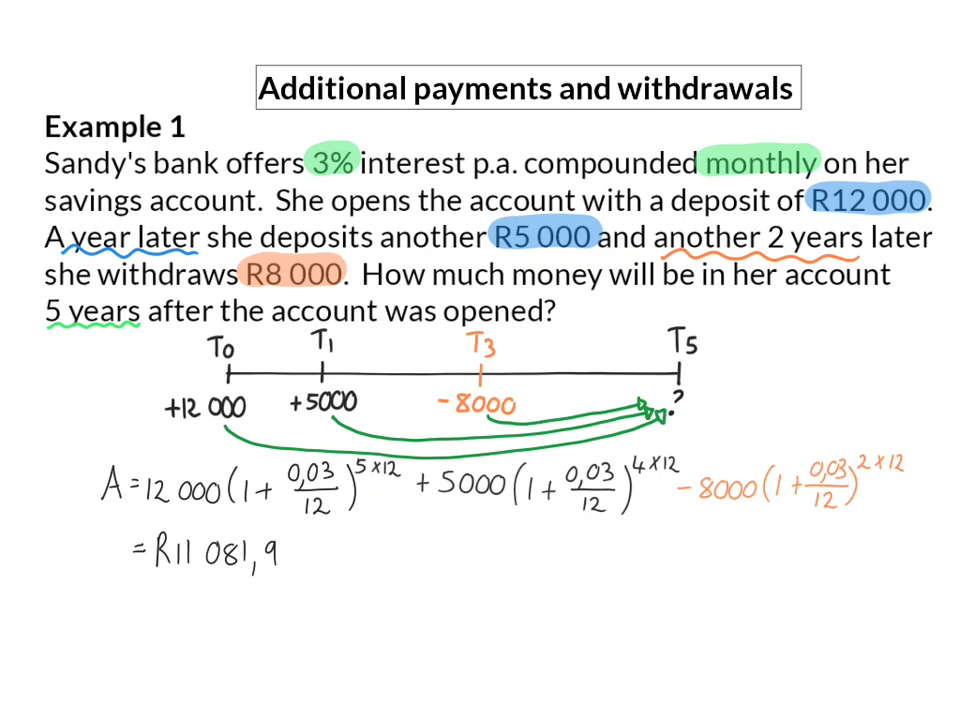 Additional payments and withdrawals
Example 1
Sandy's bank offers 3% interest p.a. compounded monthly on her
savings account. She opens the account with a deposit of R12 000.
A year later she deposits another R5 000 and another 2 years later
she withdraws R8 000. How much money will be in her account
5 years after the account was opened?
T0 T1 T3 T5
+12 000 +5000 -8000 ?
A = 12 000 (1 + 0,03/12)^5×12 + 5000 (1 + 0,03/12)^4×12 - 8000 (1 + 0,03/12)^2×12
= R11 081,9